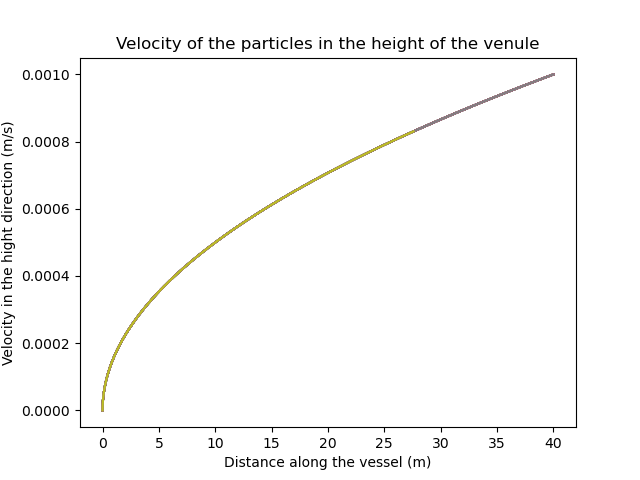 Velocity of the particles in the height of the venule
0.0010
0.0008
0.0006
0.0004
0.0002
0.0000
Velocity in the hight direction (m/s)
0 5 10 15 20 25 30 35 40
Distance along the vessel (m)